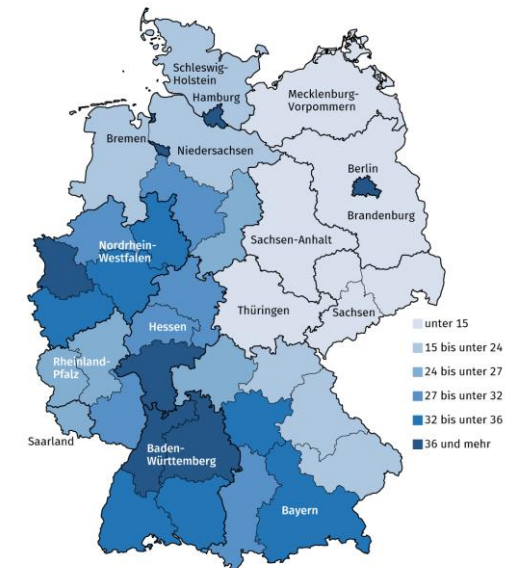 Schleswig-
Holstein
Hamburg
Mecklenburg-
Vorpommern
Bremen
Niedersachsen
Berlin
Brandenburg
Nordrhein-
Westfalen
Sachsen-Anhalt
Hessen
Thüringen
Sachsen
Rheinland-
Pfalz
Saarland
Baden-
Württemberg
Bayern
unter 15
15 bis unter 24
24 bis unter 27
27 bis unter 32
32 bis unter 36
36 und mehr